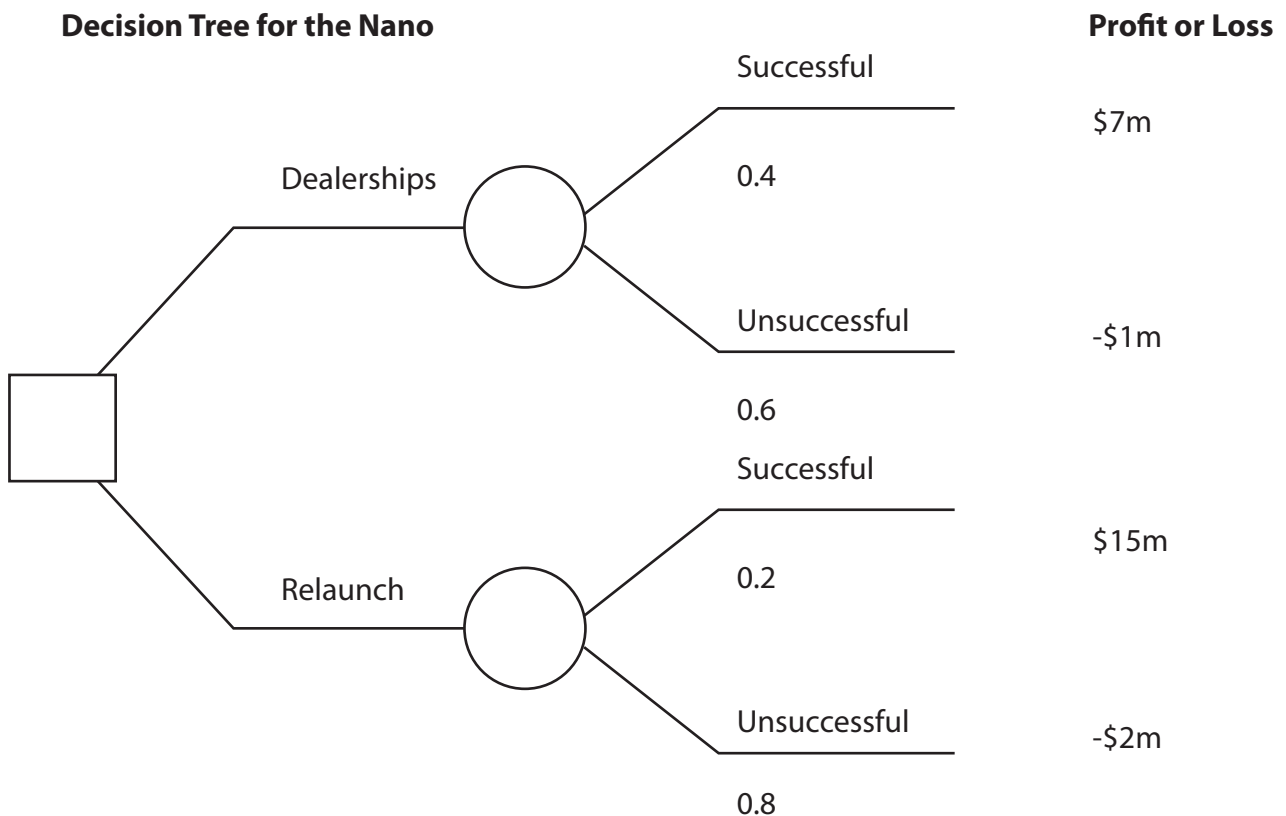 Decision Tree for the Nano
Profit or Loss
Successful
$7m
Dealerships
0.4
Unsuccessful
-$1m
0.6
Successful
$15m
Relaunch
0.2
Unsuccessful
-$2m
0.8